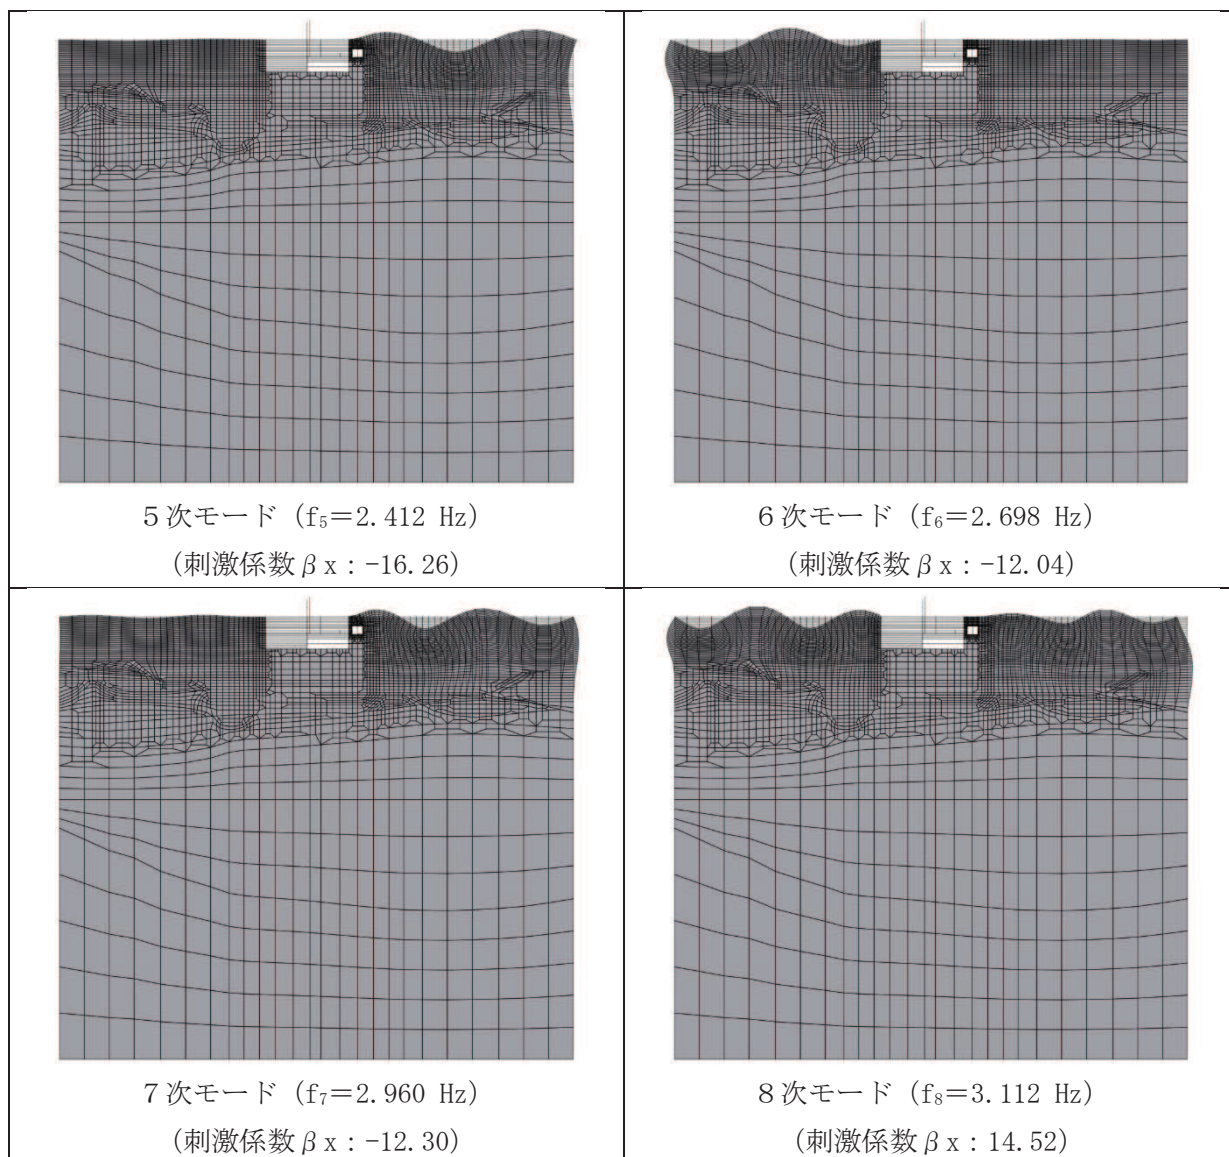 5次モード (f₅＝2.412 Hz)
(刺激係数βx：-16.26)
6次モード (f₆＝2.698 Hz)
(刺激係数βx：-12.04)
7次モード (f₇＝2.960 Hz)
(刺激係数βx：-12.30)
8次モード (f₈＝3.112 Hz)
(刺激係数βx：14.52)